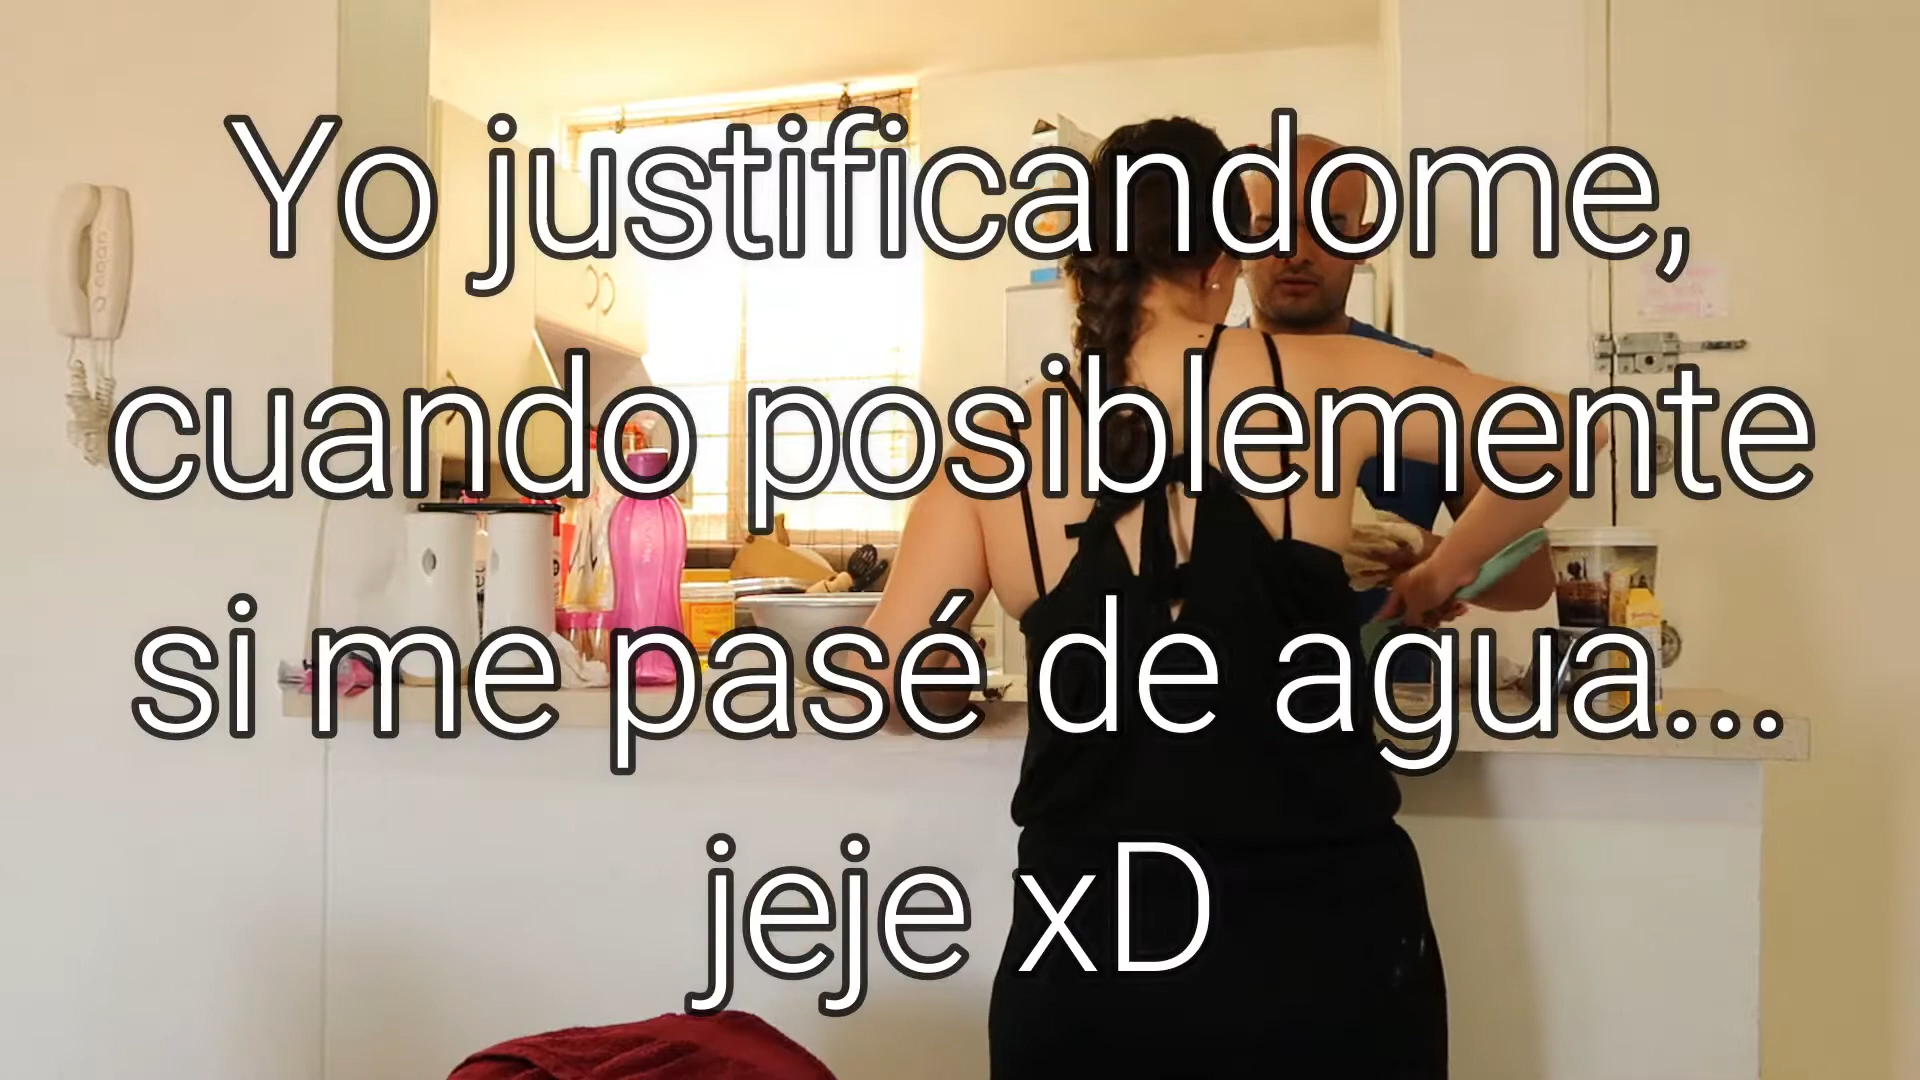 Yo justificandome,
cuando posiblemente
si me pasé de agua...
jeje xD